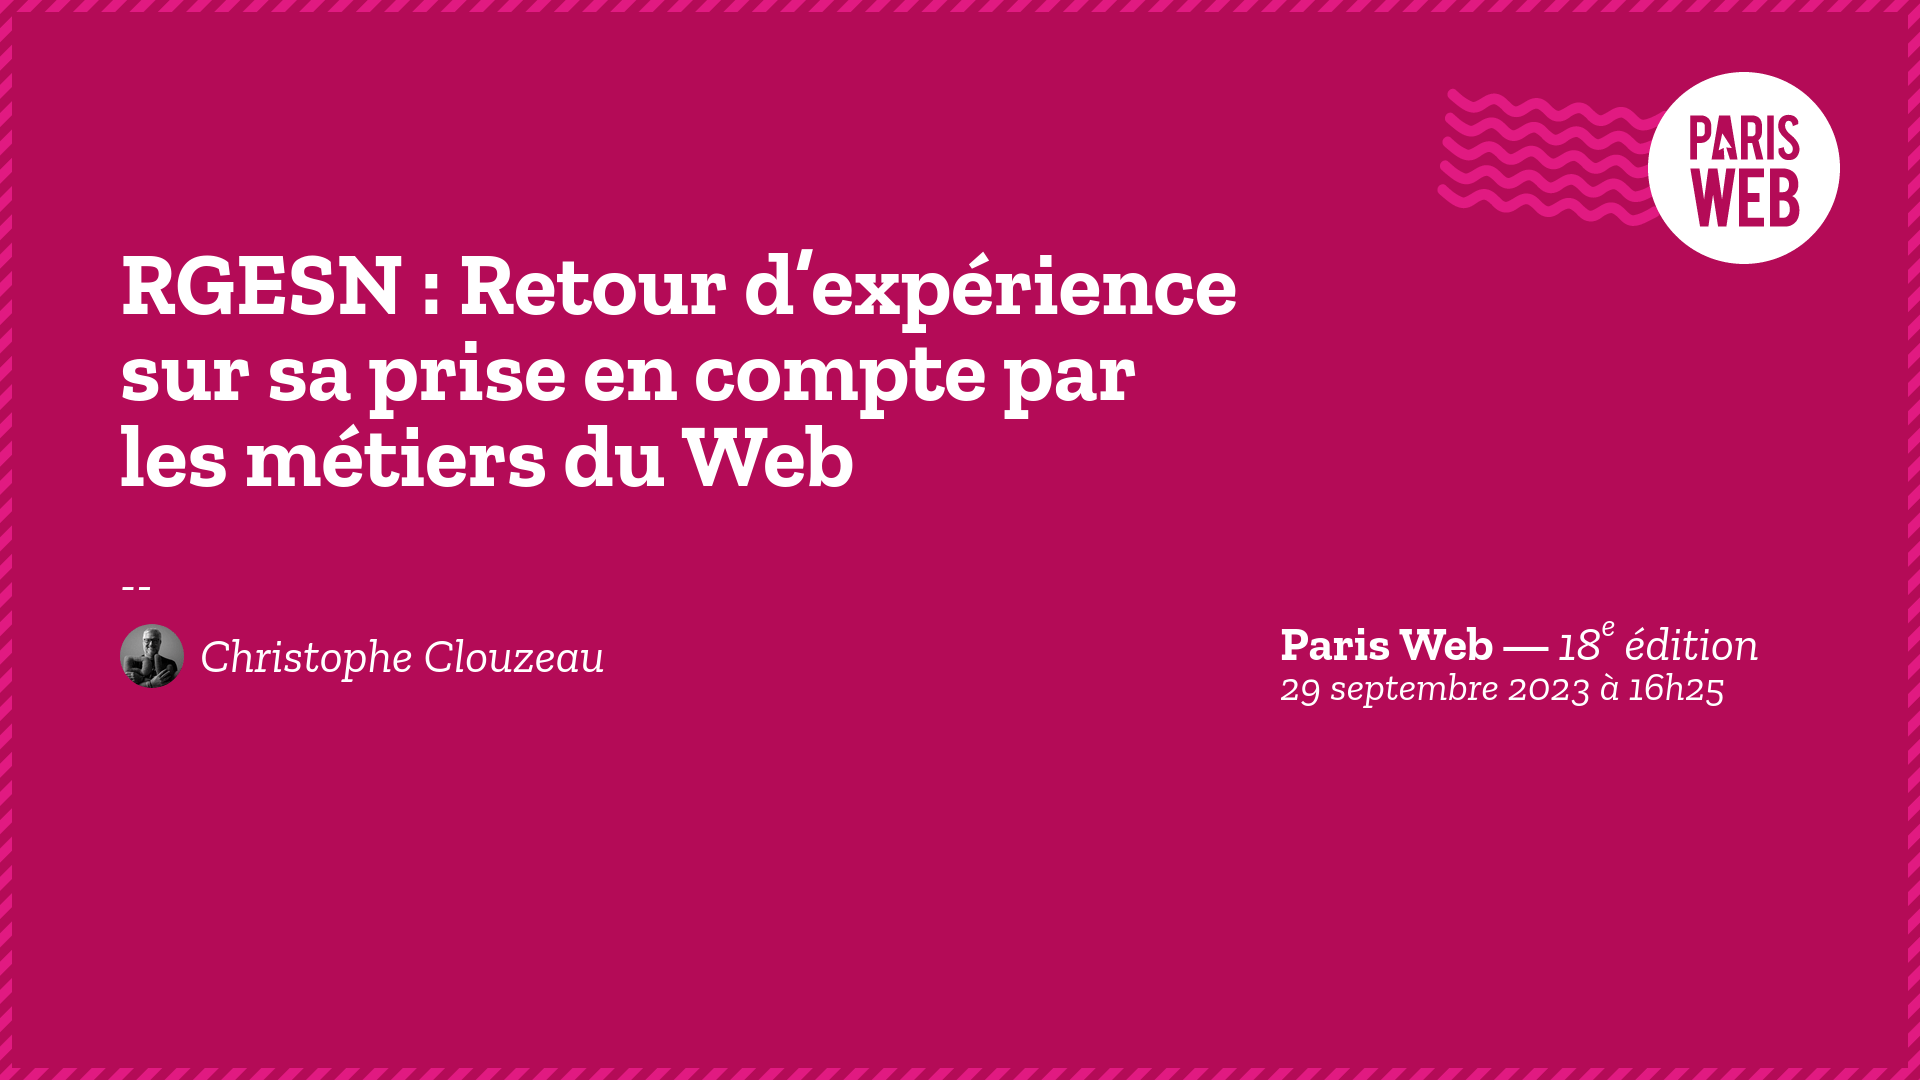 PARIS
WEB
RGESN : Retour d’expérience
sur sa prise en compte par
les métiers du Web
--
Christophe Clouzeau
Paris Web — 18e édition
29 septembre 2023 à 16h25